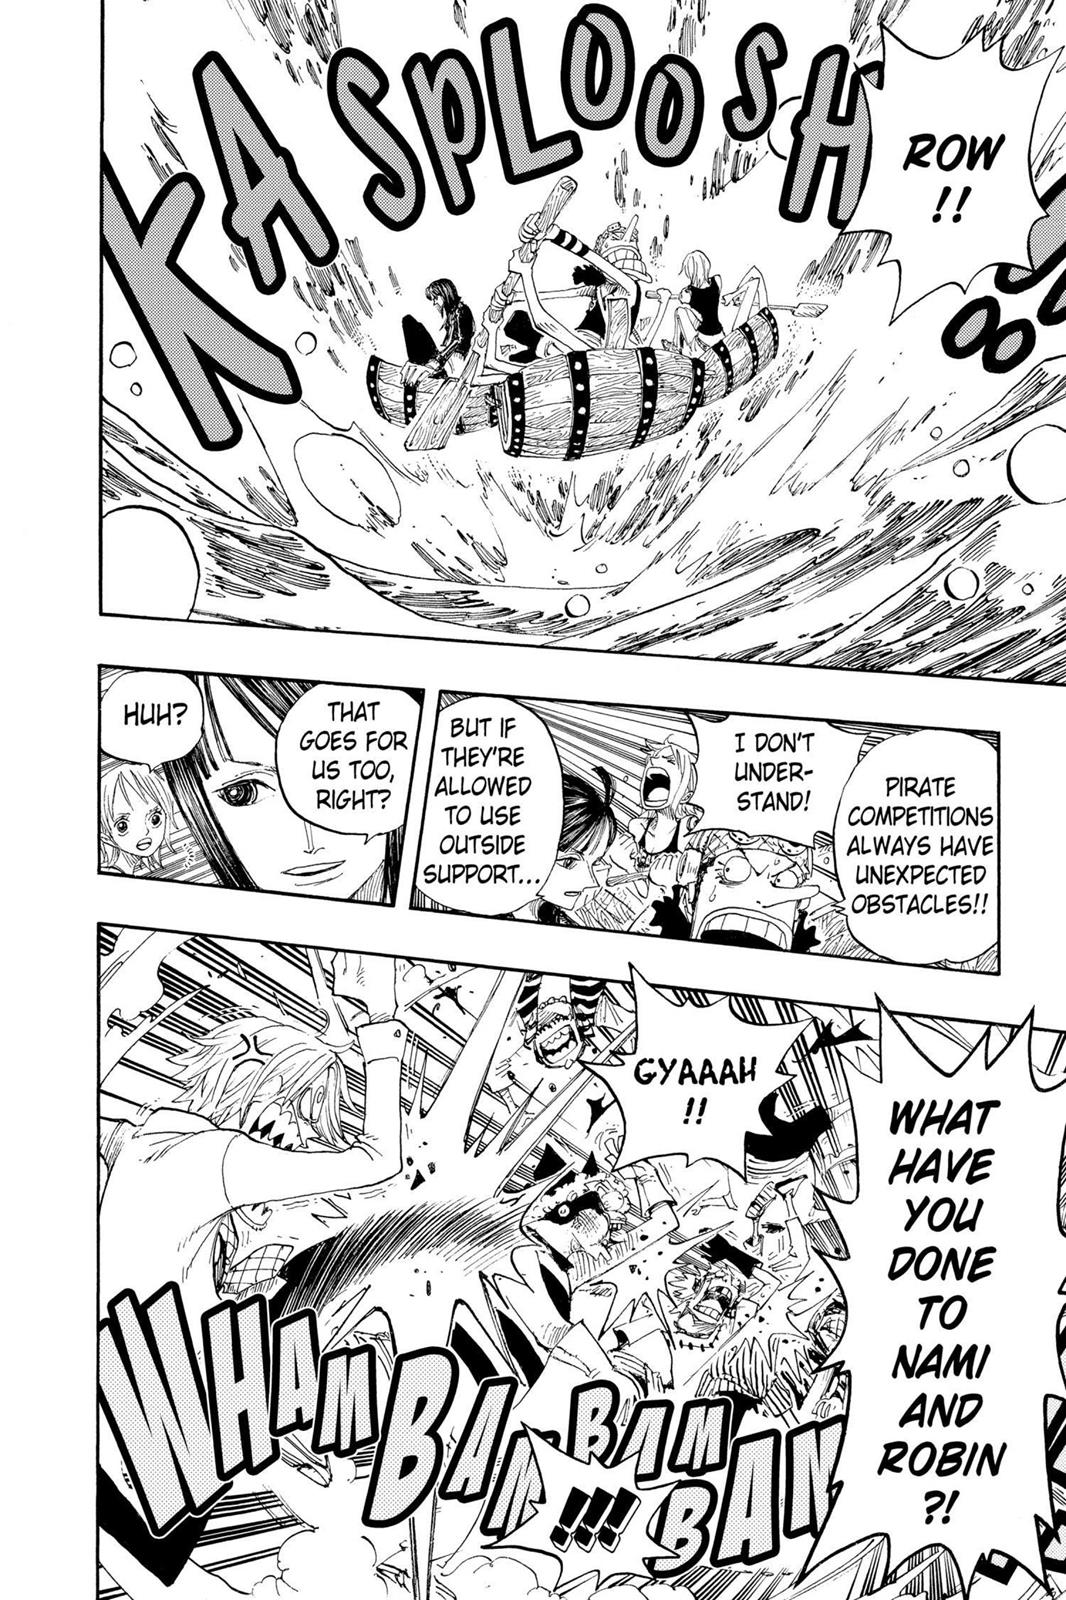 ROW
!!
KASPLOOSH
PIRATE
COMPETITIONS
ALWAYS HAVE
UNEXPECTED
OBSTACLES!!
I DON'T
UNDER-
STAND!
BUT IF
THEY'RE
ALLOWED
TO USE
OUTSIDE
SUPPORT...
THAT
GOES FOR
US TOO,
RIGHT?
HUH?
WHAT
HAVE
YOU
DONE
TO
NAMI
AND
ROBIN
?!
GYAAAH
!!
WHAM BAM BAM BAM
!!!